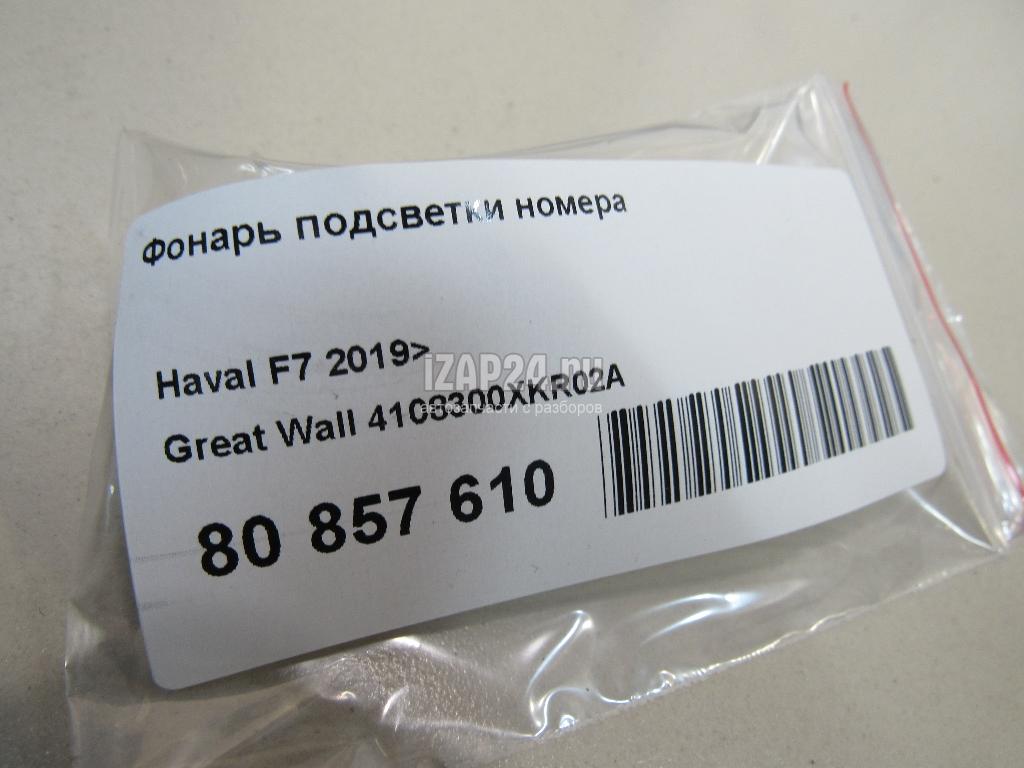 Фонарь подсветки номера
Haval F7 2019>
IZAP24.ru
автозапчасти с разборов
Great Wall 4108300XKR02A
80 857 610